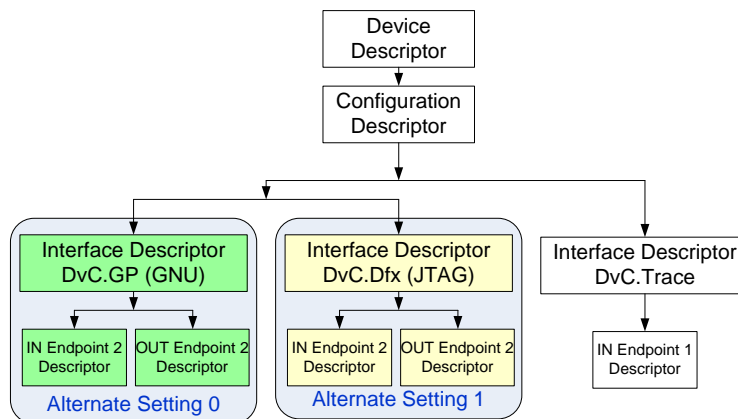 Device
Descriptor
Configuration
Descriptor
Interface Descriptor
DvC.GP (GNU)
IN Endpoint 2
Descriptor
OUT Endpoint 2
Descriptor
Alternate Setting 0
Interface Descriptor
DvC.Dfx (JTAG)
IN Endpoint 2
Descriptor
OUT Endpoint 2
Descriptor
Alternate Setting 1
Interface Descriptor
DvC.Trace
IN Endpoint 1
Descriptor